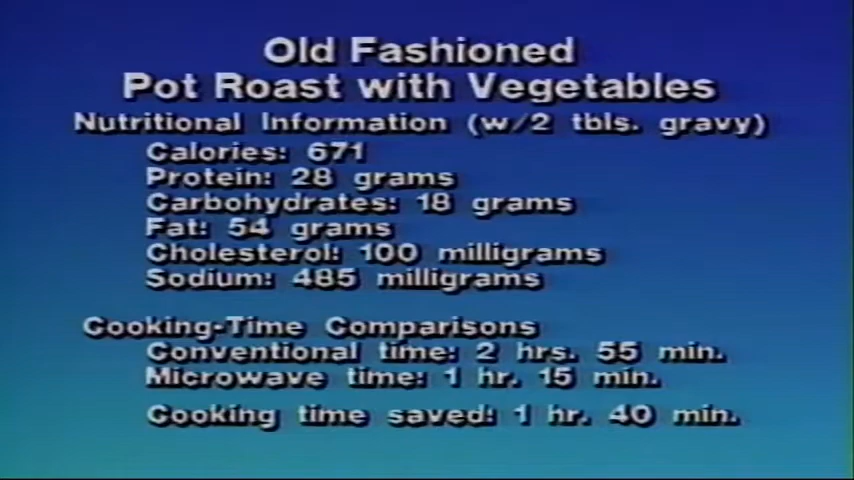 Old Fashioned
Pot Roast with Vegetables
Nutritional Information (w/2 tbls. gravy)
Calories: 671
Protein: 28 grams
Carbohydrates: 18 grams
Fat: 54 grams
Cholesterol: 100 milligrams
Sodium: 485 milligrams
Cooking-Time Comparisons
Conventional time: 2 hrs. 55 min.
Microwave time: 1 hr. 15 min.
Cooking time saved: 1 hr. 40 min.